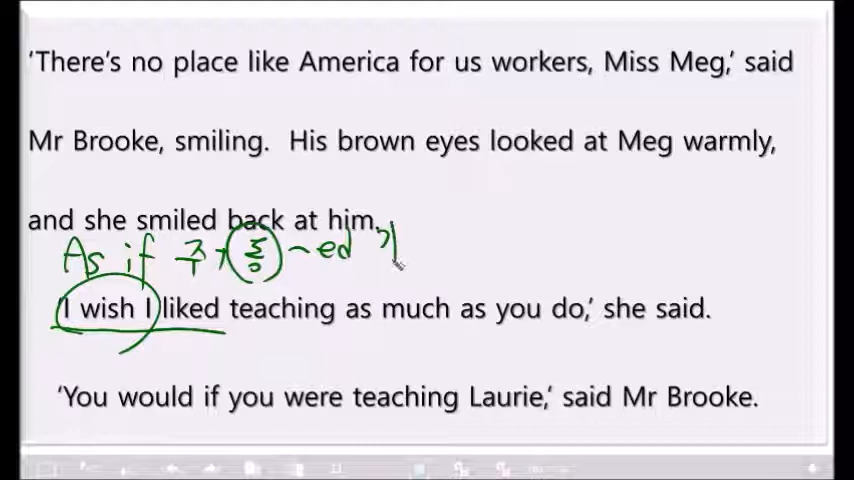 ‘There’s no place like America for us workers, Miss Meg,’ said
Mr Brooke, smiling.  His brown eyes looked at Meg warmly,
and she smiled back at him.
As if 주+동 ~ed
‘I wish I liked teaching as much as you do,’ she said.
‘You would if you were teaching Laurie,’ said Mr Brooke.